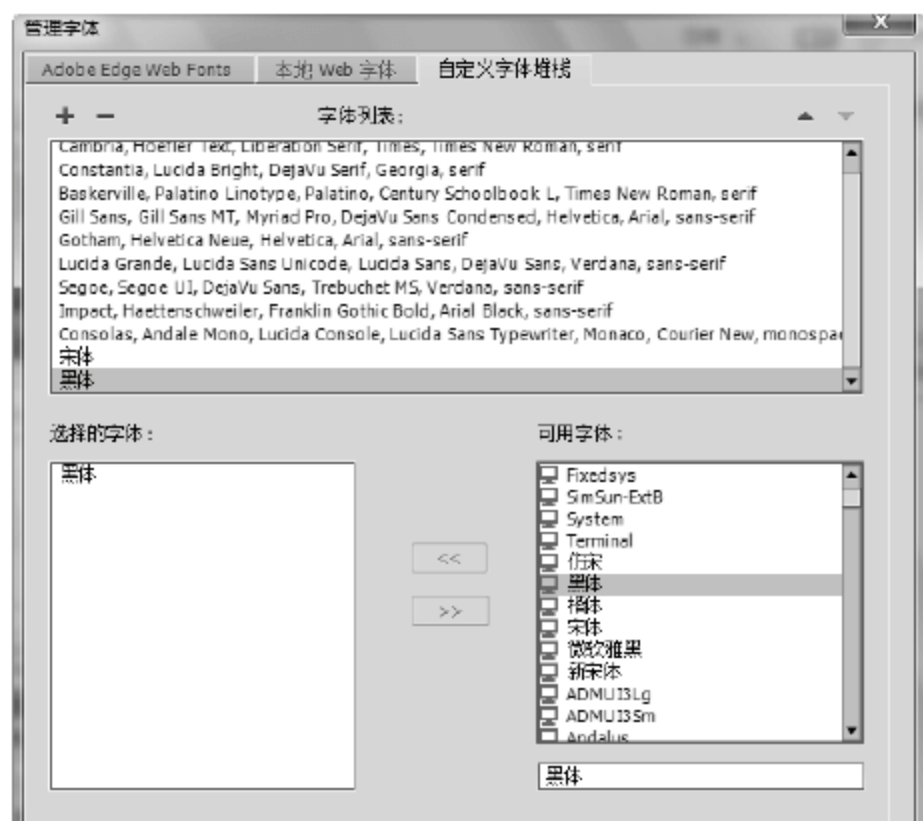 管理字体
X
Adobe Edge Web Fonts
本地 Web 字体
自定义字体堆栈
+ −
字体列表：
Cambria, Hoefler Text, Liberation Serif, Times, Times New Roman, serif
Constantia, Lucida Bright, DejaVu Serif, Georgia, serif
Baskerville, Palatino Linotype, Palatino, Century Schoolbook L, Times New Roman, serif
Gill Sans, Gill Sans MT, Myriad Pro, DejaVu Sans Condensed, Helvetica, Arial, sans-serif
Gotham, Helvetica Neue, Helvetica, Arial, sans-serif
Lucida Grande, Lucida Sans Unicode, Lucida Sans, DejaVu Sans, Verdana, sans-serif
Segoe, Segoe UI, DejaVu Sans, Trebuchet MS, Verdana, sans-serif
Impact, Haettenschweiler, Franklin Gothic Bold, Arial Black, sans-serif
Consolas, Andale Mono, Lucida Console, Lucida Sans Typewriter, Monaco, Courier New, monospa
宋体
黑体
选择的字体：
黑体
<<
>>
可用字体：
Fixedsys
SimSun-ExtB
System
Terminal
仿宋
黑体
楷体
宋体
微软雅黑
新宋体
ADMUI3Lg
ADMUI3Sm
Andalus
黑体